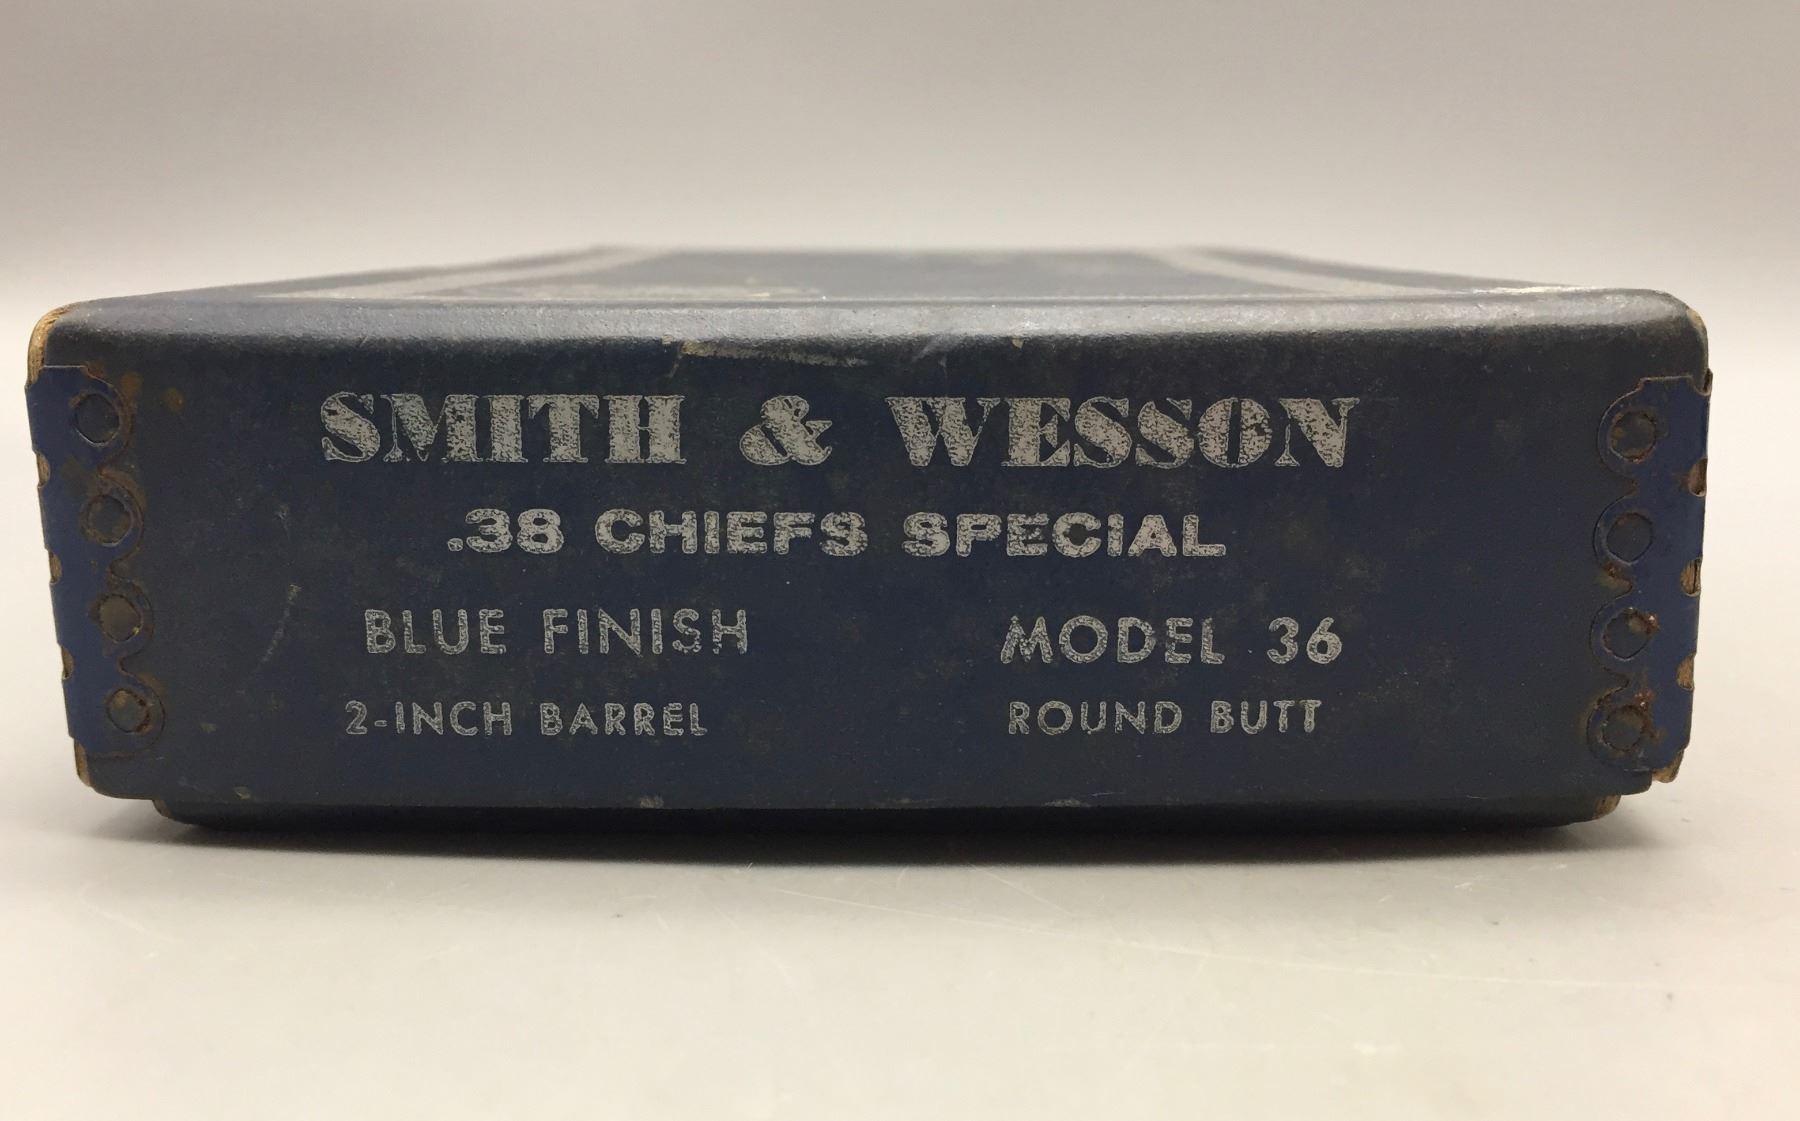 SMITH & WESSON
.38 CHIEFS SPECIAL
BLUE FINISH MODEL 36
2-INCH BARREL ROUND BUTT